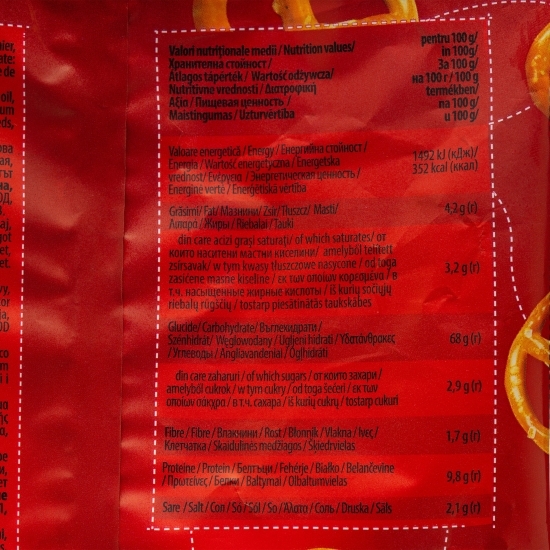 Valori nutriționale medii / Nutrition values/
Хранителна стойност /
Átlagos tápérték / Wartość odżywcza/
Nutritivne vrednosti / Διατροφική
Αξία / Пищевая ценность /
Maistingumas / Uzturvērtība
pentru 100 g/
in 100g/
За 100 g/
на 100 г / 100 g
termékben/
na 100 g/
u 100 g/
Valoare energetică / Energy / Енергийна стойност /
Energia / Wartość energetyczna / Energetska
vrednost/ Ενέργεια / Энергетическая ценность/
Energinė vertė / Enerģētiskā vērtība
1492 kJ (кДж)/
352 kcal (ккал)
Grăsimi/ Fat/ Мазнини/ Zsír/ Tłuszcz/ Masti/
Λιπαρά / Жиры / Riebalai / Tauki
4,2 g (r)
din care acizi grași saturați/ of which saturates/ от
които наситени мастни киселини/ amelyből telített
zsírsavak/ w tym kwasy tłuszczowe nasycone / od toga
zasićene masne kiseline / εκ των οποίων κορεσμένα / в
т.ч. насыщенные жирные кислоты / iš kurių sočiųjų
riebalų rūgščių / tostarp piesātinātās taukskābes
3,2 g (r)
Glucide/ Carbohydrate/ Въглехидрати/
Szénhidrát/ Węglowodany / Ugljeni hidrati / Υδατάνθρακες
/ Углеводы / Angliavandeniai / Ogļhidrāti
68 g (r)
din care zaharuri / of which sugars / от които захари /
amelyből cukrok / w tym cukry / od toga šećeri / εκ των
οποίων σάκχαρα / в т.ч. сахара / iš kurių cukrų / tostarp cukuri
2,9 g (r)
Fibre / Fibre / Влакнини / Rost / Błonnik / Vlakna / Ίνες /
Клетчатка / Skaidulinės medžiagos / Šķiedrvielas
1,7 g (r)
Proteine / Protein / Белтъци / Fehérje / Białko / Belančevine
/ Πρωτεΐνες / Белки / Baltymai / Olbaltumvielas
9,8 g (r)
Sare / Salt / Сол / Só / Sól / So / Αλάτι / Соль / Druska / Sāls
2,1 g (r)